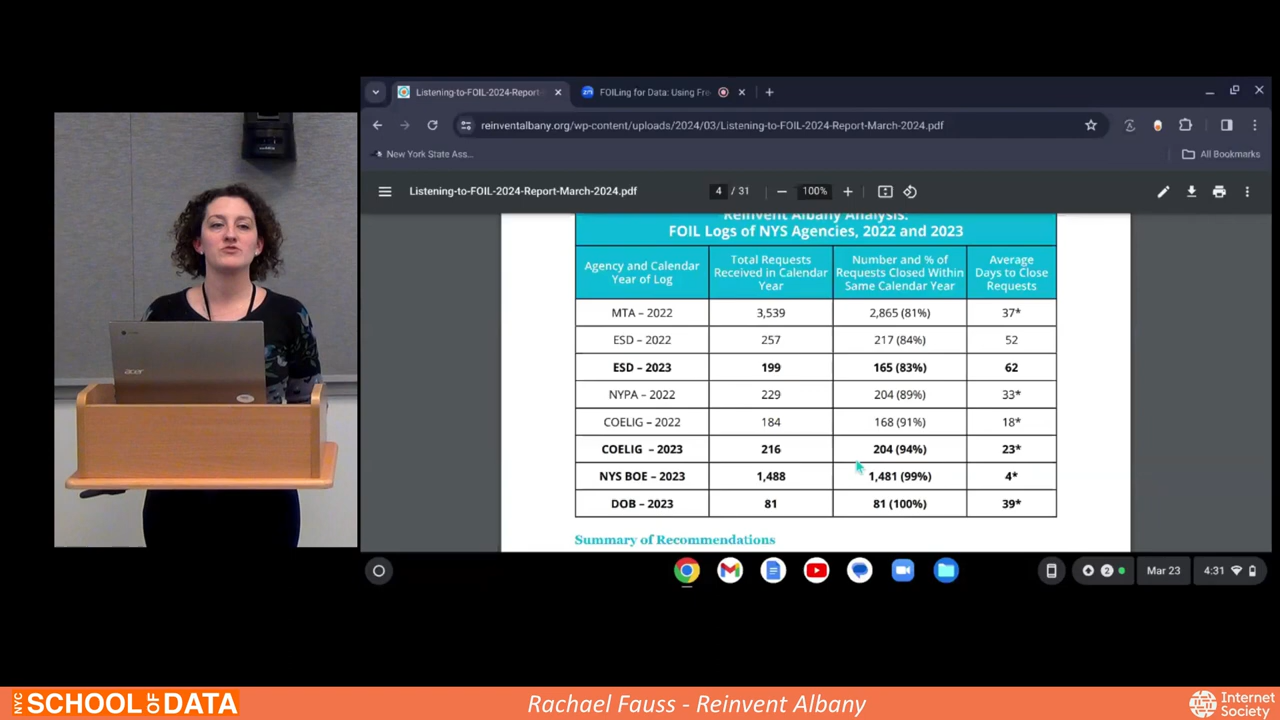 Listening-to-FOIL-2024-Report-
FOILing for Data: Using Fre
reinventalbany.org/wp-content/uploads/2024/03/Listening-to-FOIL-2024-Report-March-2024.pdf
New York State Ass...
All Bookmarks
Listening-to-FOIL-2024-Report-March-2024.pdf
4 / 31
100%
Reinvent Albany Analysis:
FOIL Logs of NYS Agencies, 2022 and 2023
Agency and Calendar Year of Log
Total Requests Received in Calendar Year
Number and % of Requests Closed Within Same Calendar Year
Average Days to Close Requests
MTA – 2022 3,539 2,865 (81%) 37*
ESD – 2022 257 217 (84%) 52
ESD – 2023 199 165 (83%) 62
NYPA – 2022 229 204 (89%) 33*
COELIG – 2022 184 168 (91%) 18*
COELIG – 2023 216 204 (94%) 23*
NYS BOE – 2023 1,488 1,481 (99%) 4*
DOB – 2023 81 81 (100%) 39*
Summary of Recommendations
acer
2
Mar 23
4:31
NYC SCHOOL OF DATA
Rachael Fauss - Reinvent Albany
Internet
Society